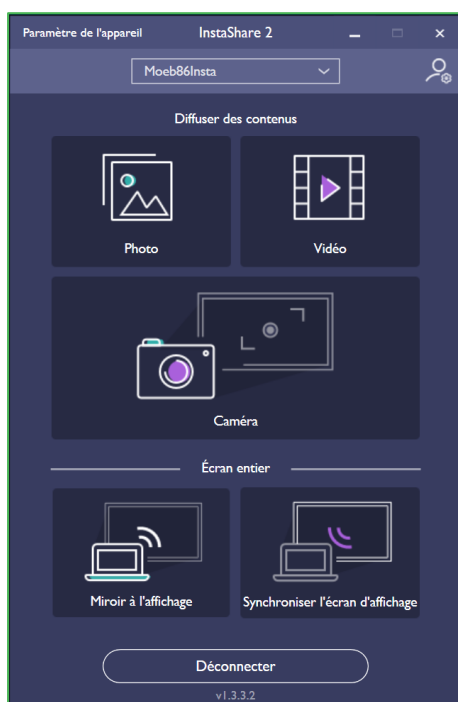 Paramètre de l'appareil InstaShare 2
Moeb86Insta
Diffuser des contenus
Photo Vidéo
Caméra
Écran entier
Miroir à l'affichage Synchroniser l'écran d'affichage
Déconnecter
v1.3.3.2